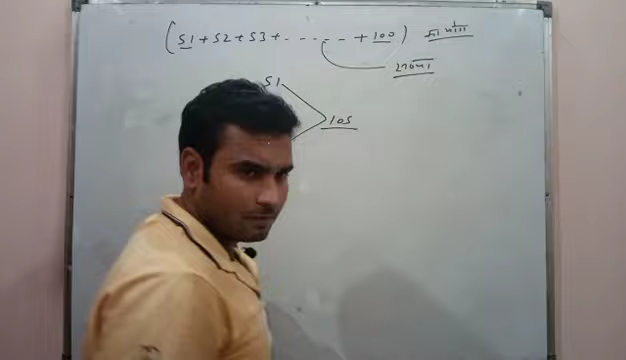 (51 + 52 + 53 + ------ + 100) का योग
संख्या
51
105